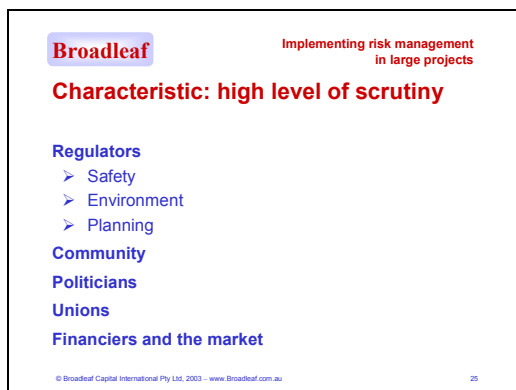 Broadleaf
Implementing risk management
in large projects
Characteristic: high level of scrutiny
Regulators
➢ Safety
➢ Environment
➢ Planning
Community
Politicians
Unions
Financiers and the market
© Broadleaf Capital International Pty Ltd, 2003 – www.Broadleaf.com.au
25